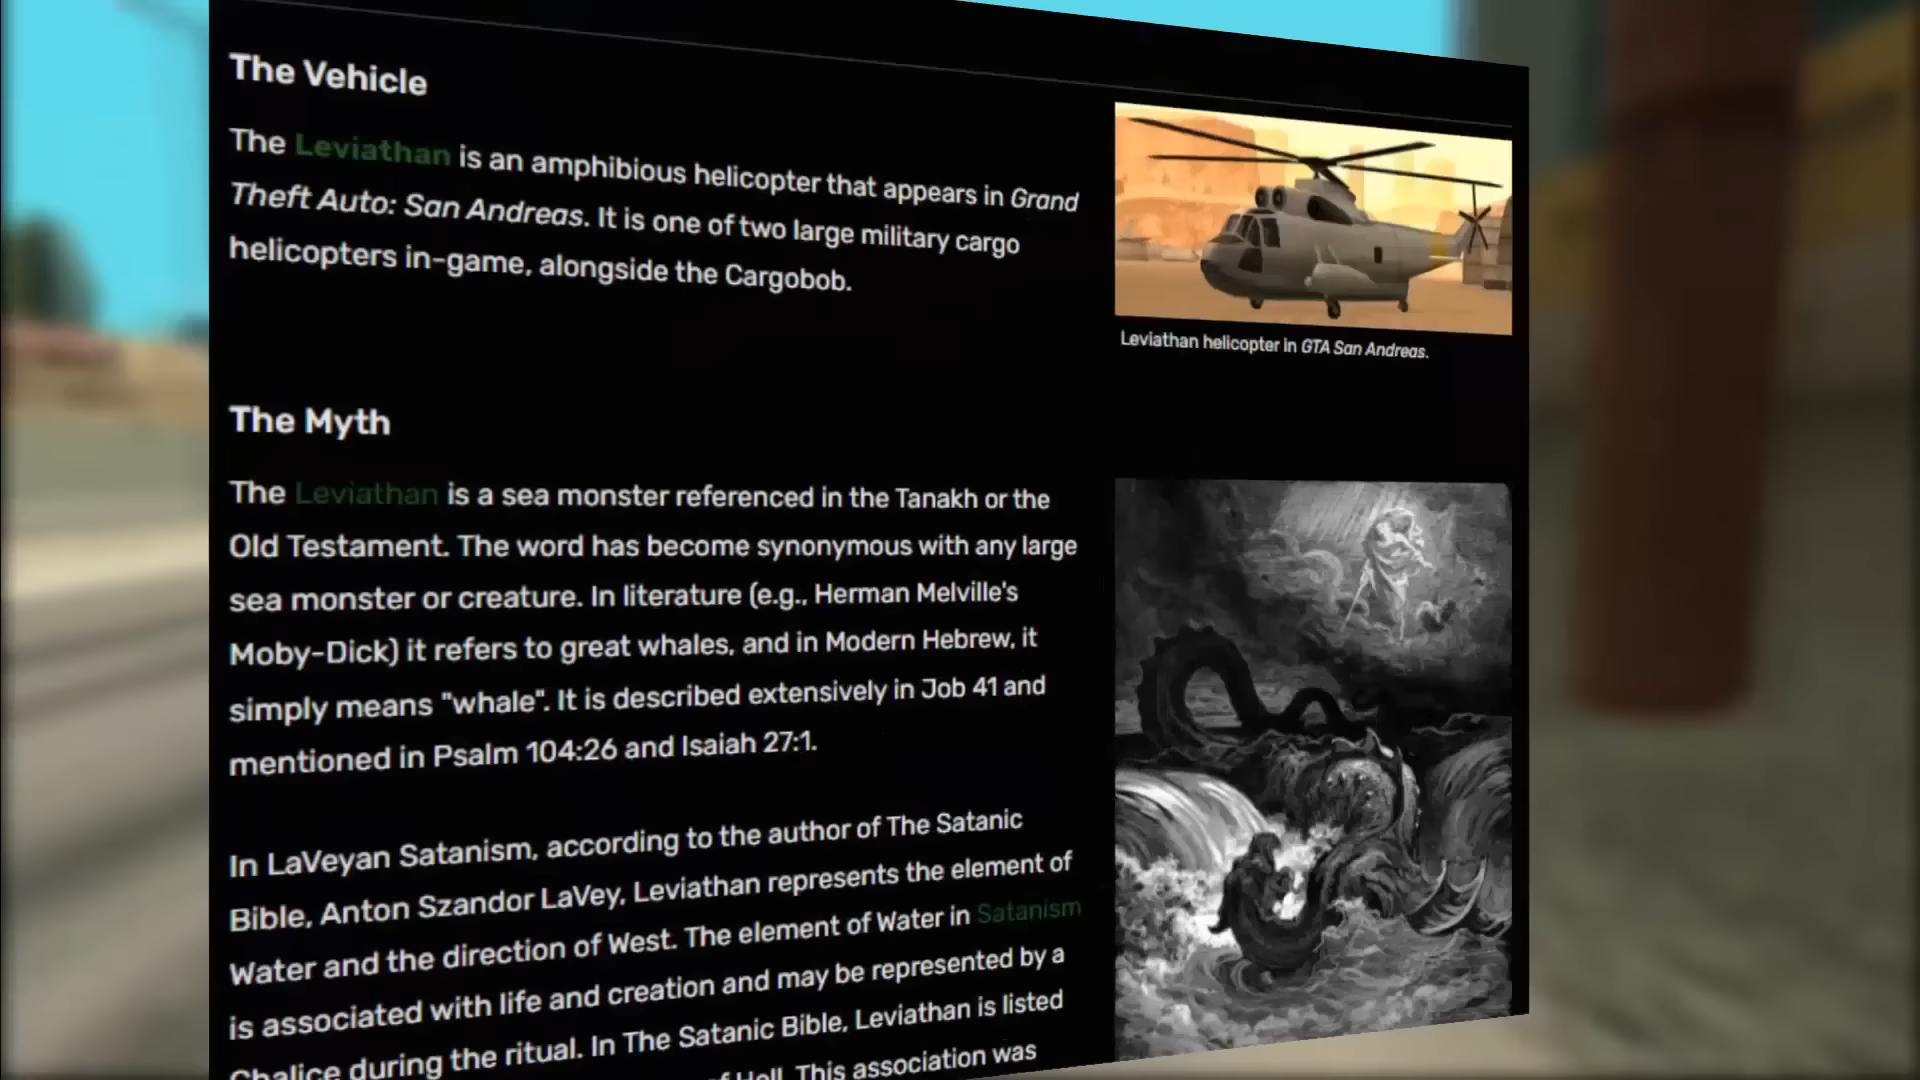 The Vehicle
The Leviathan is an amphibious helicopter that appears in Grand
Theft Auto: San Andreas. It is one of two large military cargo
helicopters in-game, alongside the Cargobob.
Leviathan helicopter in GTA San Andreas.
The Myth
The Leviathan is a sea monster referenced in the Tanakh or the
Old Testament. The word has become synonymous with any large
sea monster or creature. In literature (e.g., Herman Melville's
Moby-Dick) it refers to great whales, and in Modern Hebrew, it
simply means "whale". It is described extensively in Job 41 and
mentioned in Psalm 104:26 and Isaiah 27:1.
In LaVeyan Satanism, according to the author of The Satanic
Bible, Anton Szandor LaVey, Leviathan represents the element of
Water and the direction of West. The element of Water in Satanism
is associated with life and creation and may be represented by a
Chalice during the ritual. In The Satanic Bible, Leviathan is listed
of Hell. This association was